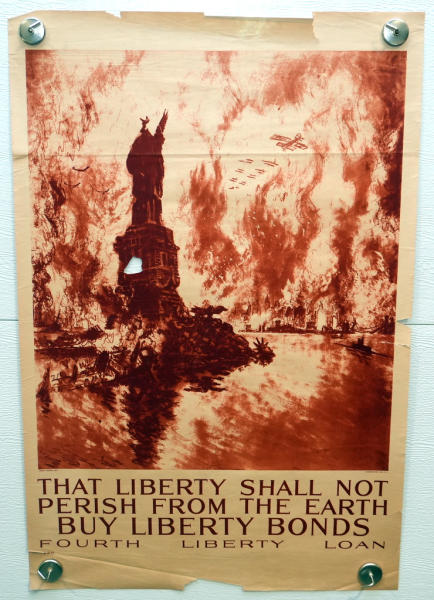 THAT LIBERTY SHALL NOT
PERISH FROM THE EARTH
BUY LIBERTY BONDS
FOURTH LIBERTY LOAN